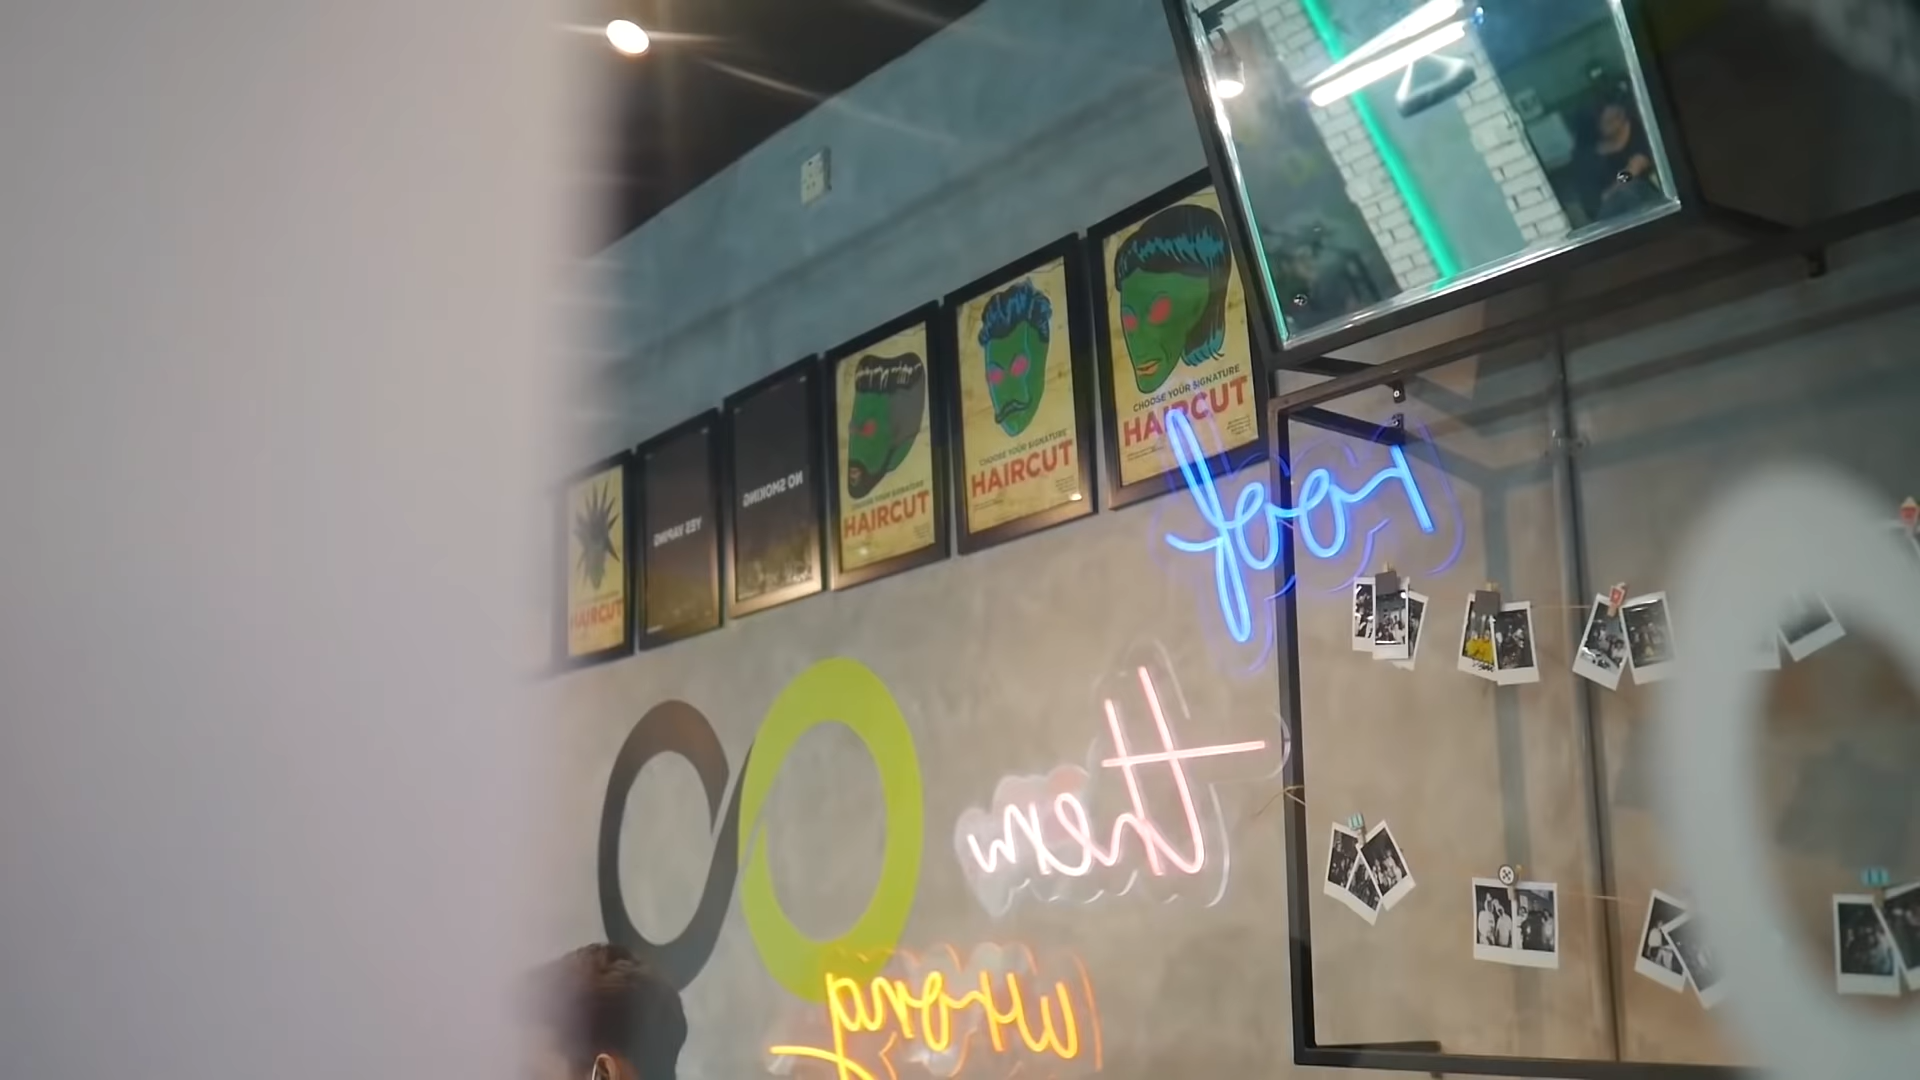 HAIRCUT
YES VAPING
NO SMOKING
CHOOSE YOUR SIGNATURE
HAIRCUT
CHOOSE YOUR SIGNATURE
HAIRCUT
CHOOSE YOUR SIGNATURE
HAIRCUT
roof
them
wrong